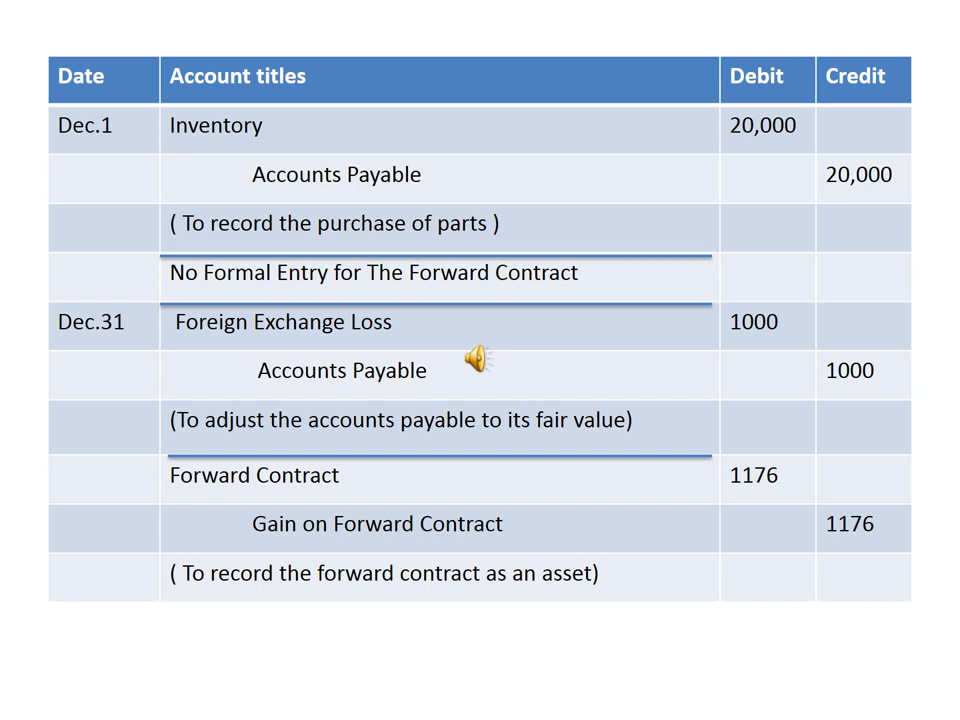 Date Account titles Debit Credit
Dec.1 Inventory 20,000
Accounts Payable 20,000
( To record the purchase of parts )
No Formal Entry for The Forward Contract
Dec.31 Foreign Exchange Loss 1000
Accounts Payable 1000
(To adjust the accounts payable to its fair value)
Forward Contract 1176
Gain on Forward Contract 1176
( To record the forward contract as an asset)